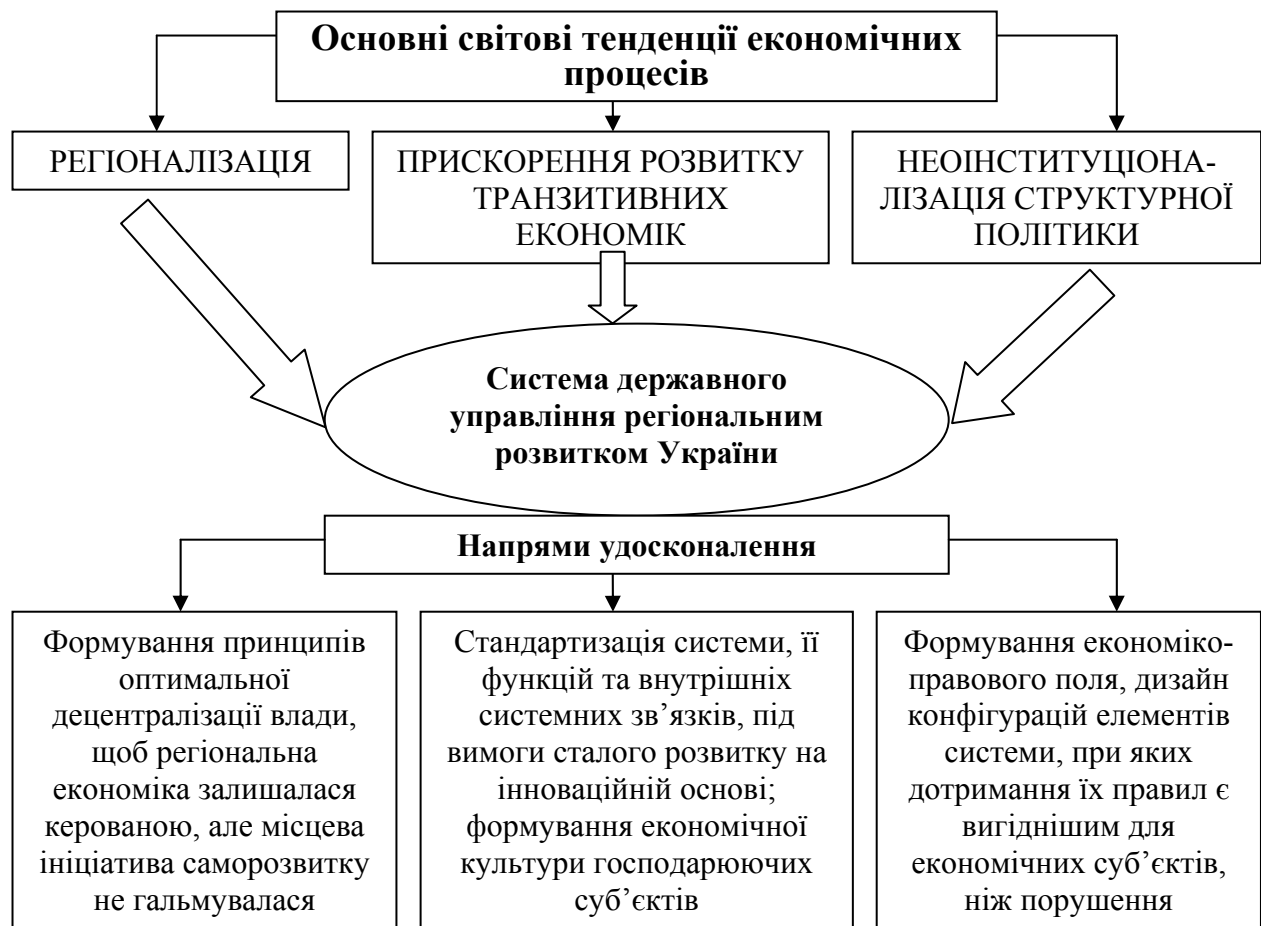 Основні світові тенденції економічних
процесів
РЕГІОНАЛІЗАЦІЯ
ПРИСКОРЕННЯ РОЗВИТКУ
ТРАНЗИТИВНИХ
ЕКОНОМІК
НЕОІНСТИТУЦІОНА-
ЛІЗАЦІЯ СТРУКТУРНОЇ
ПОЛІТИКИ
Система державного
управління регіональним
розвитком України
Напрями удосконалення
Формування принципів
оптимальної
децентралізації влади,
щоб регіональна
економіка залишалася
керованою, але місцева
ініціатива саморозвитку
не гальмувалася
Стандартизація системи, її
функцій та внутрішніх
системних зв’язків, під
вимоги сталого розвитку на
інноваційній основі;
формування економічної
культури господарюючих
суб’єктів
Формування економіко-
правового поля, дизайн
конфігурацій елементів
системи, при яких
дотримання їх правил є
вигіднішим для
економічних суб’єктів,
ніж порушення